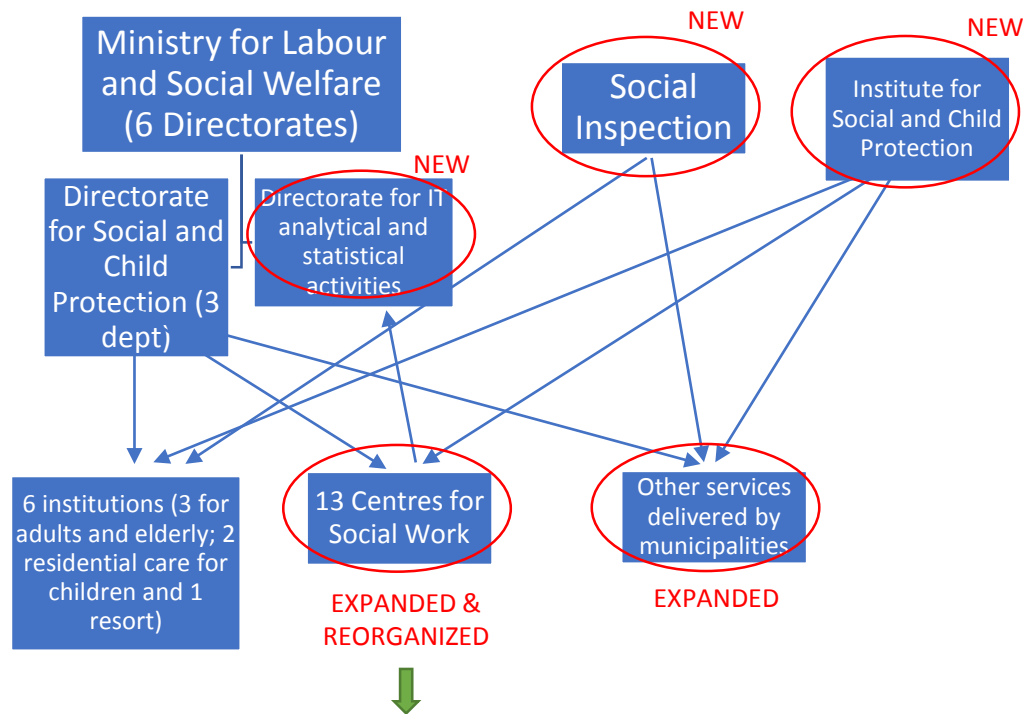 NEW
NEW
Ministry for Labour
and Social Welfare
(6 Directorates)
Social
Inspection
Institute for
Social and Child
Protection
NEW
Directorate
for Social and
Child
Protection (3
dept)
Directorate for IT
analytical and
statistical
activities
6 institutions (3 for
adults and elderly; 2
residential care for
children and 1
resort)
13 Centres for
Social Work
Other services
delivered by
municipalities
EXPANDED &
REORGANIZED
EXPANDED